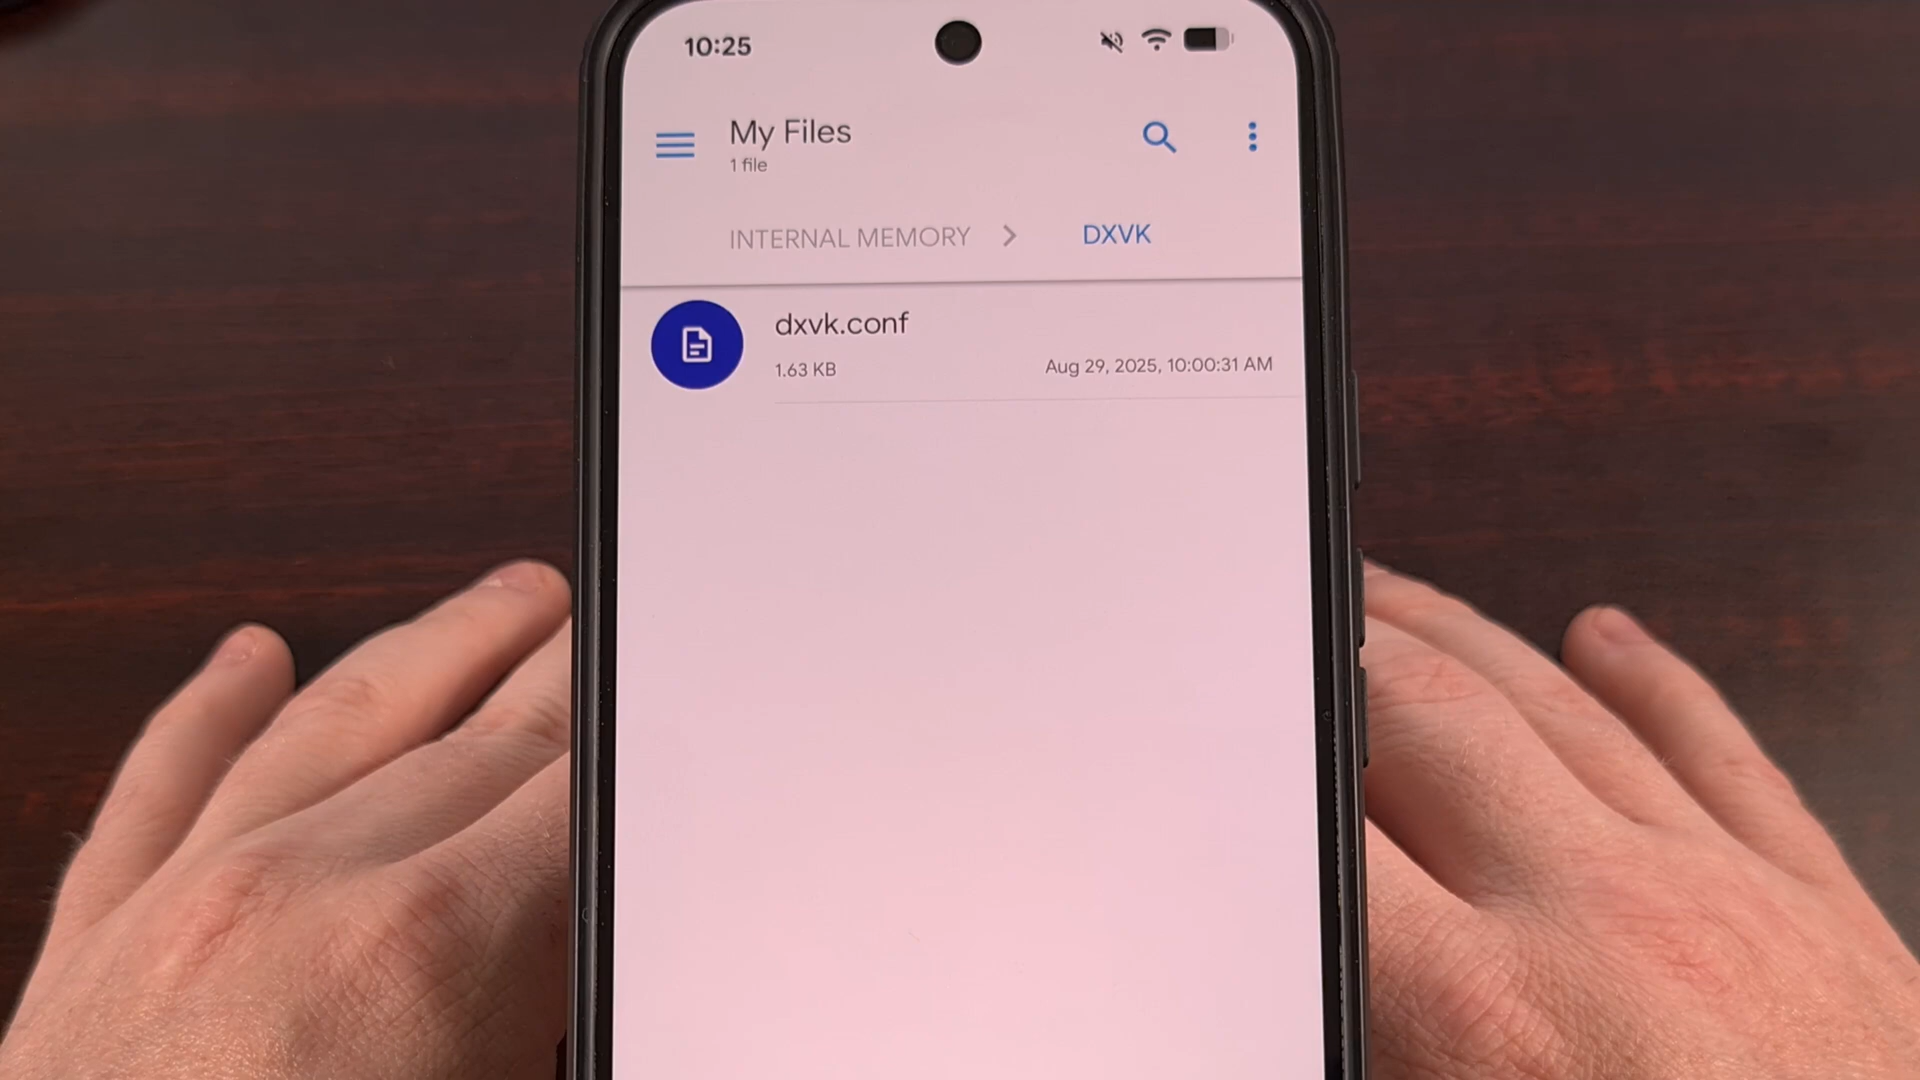 10:25
My Files
1 file
INTERNAL MEMORY > DXVK
dxvk.conf
1.63 KB
Aug 29, 2025, 10:00:31 AM